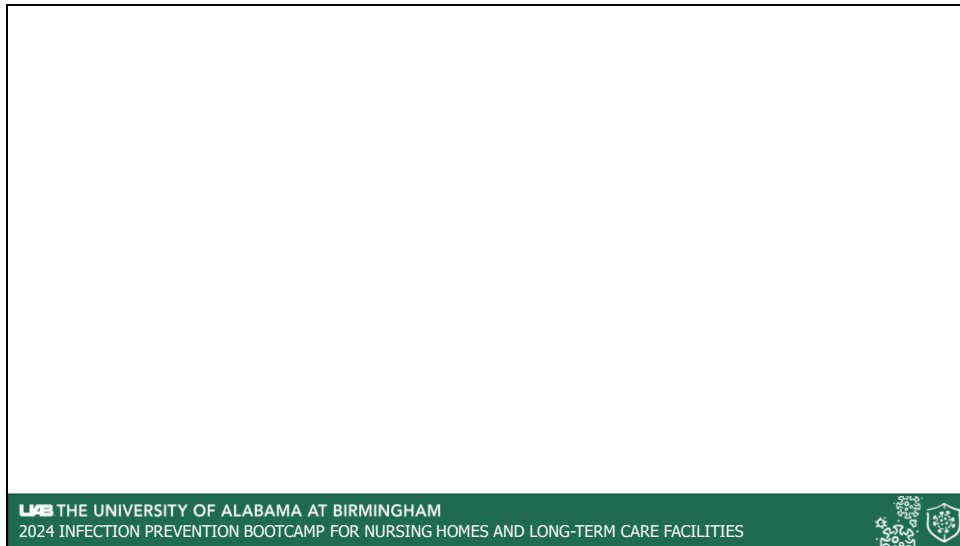 UAB THE UNIVERSITY OF ALABAMA AT BIRMINGHAM
2024 INFECTION PREVENTION BOOTCAMP FOR NURSING HOMES AND LONG-TERM CARE FACILITIES